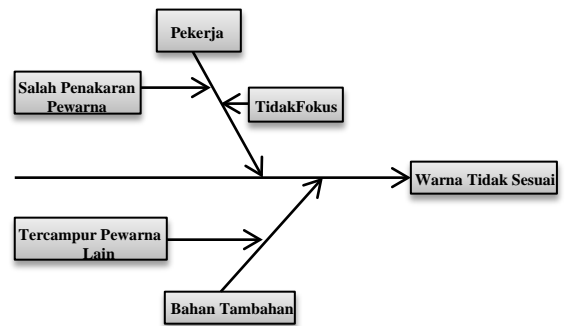 Pekerja
Salah Penakaran
Pewarna
TidakFokus
Warna Tidak Sesuai
Tercampur Pewarna
Lain
Bahan Tambahan